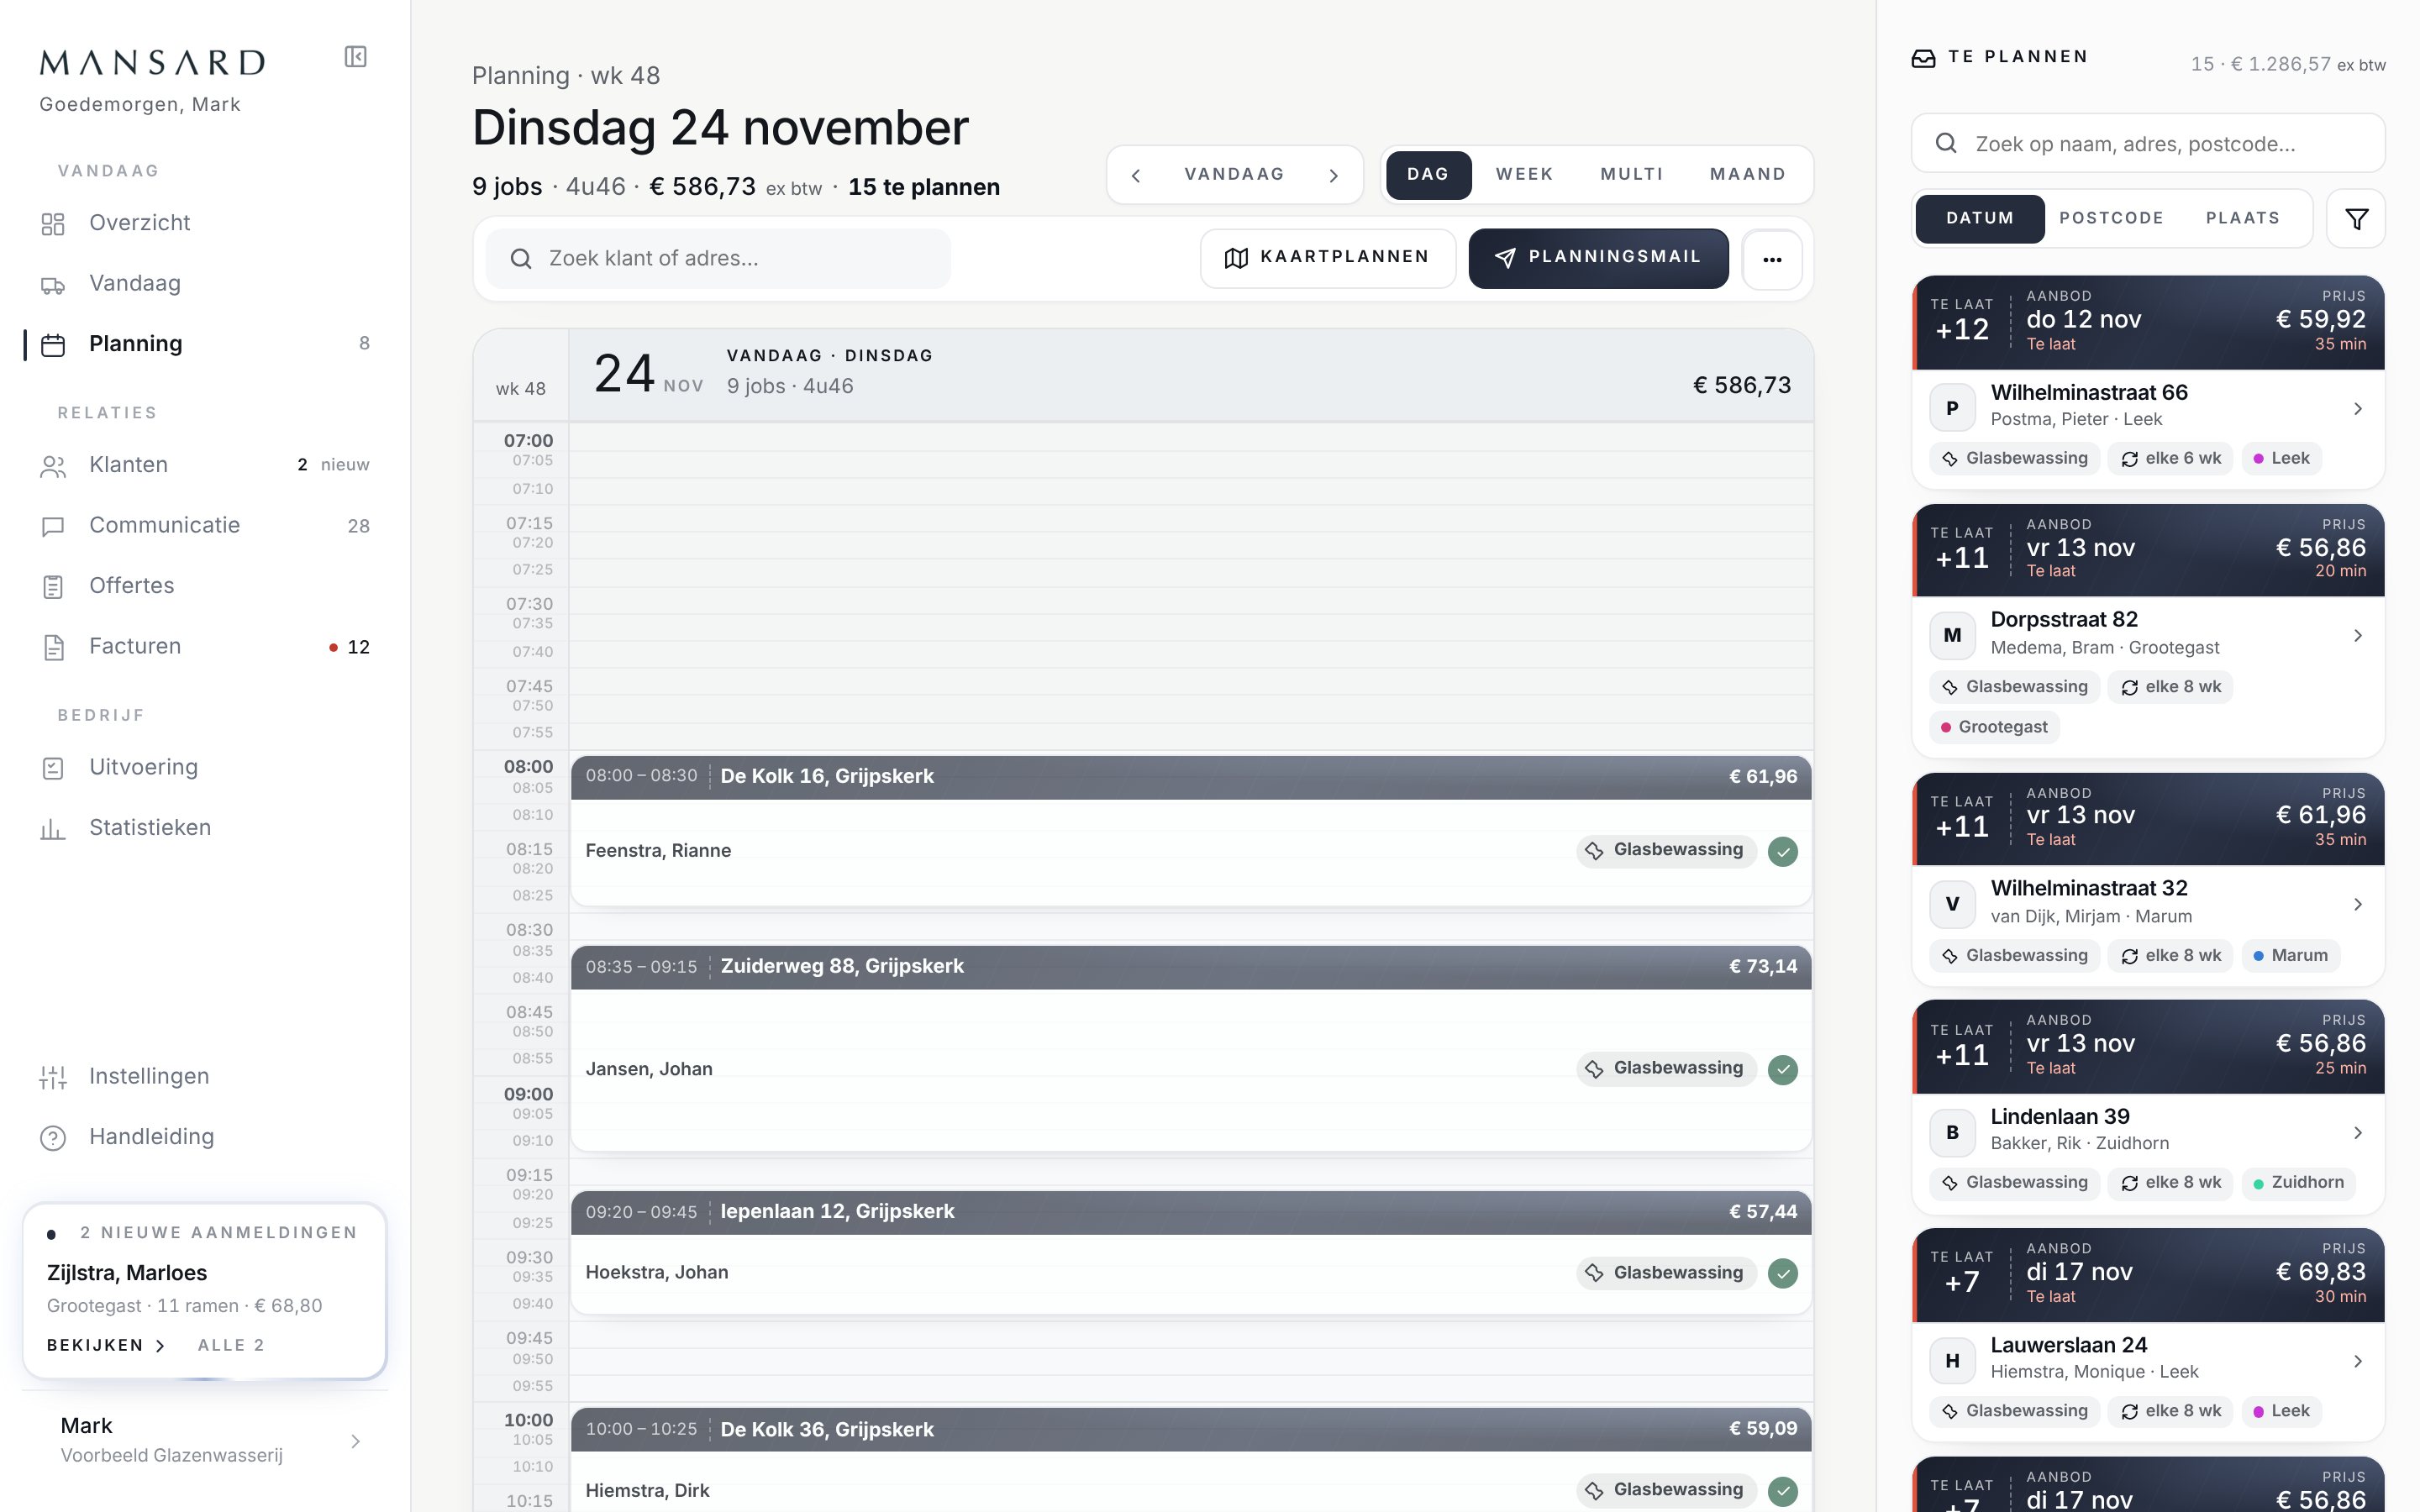 MANSARD
Goedemorgen, Mark
VANDAAG
Overzicht
Vandaag
Planning 8
RELATIES
Klanten 2 nieuw
Communicatie 28
Offertes
Facturen 12
BEDRIJF
Uitvoering
Statistieken
Instellingen
Handleiding
2 NIEUWE AANMELDINGEN
Zijlstra, Marloes
Grootegast · 11 ramen · € 68,80
BEKIJKEN ALLE 2
Mark
Voorbeeld Glazenwasserij
Planning · wk 48
Dinsdag 24 november
9 jobs · 4u46 · € 586,73 ex btw · 15 te plannen
VANDAAG
DAG WEEK MULTI MAAND
Zoek klant of adres...
KAARTPLANNEN
PLANNINGSMAIL
wk 48
24 NOV
VANDAAG · DINSDAG
9 jobs · 4u46
€ 586,73
07:00
07:05
07:10
07:15
07:20
07:25
07:30
07:35
07:40
07:45
07:50
07:55
08:00
08:05
08:10
08:15
08:20
08:25
08:30
08:35
08:40
08:45
08:50
08:55
09:00
09:05
09:10
09:15
09:20
09:25
09:30
09:35
09:40
09:45
09:50
09:55
10:00
10:05
10:10
10:15
08:00 – 08:30 De Kolk 16, Grijpskerk € 61,96
Feenstra, Rianne Glasbewassing
08:35 – 09:15 Zuiderweg 88, Grijpskerk € 73,14
Jansen, Johan Glasbewassing
09:20 – 09:45 Iepenlaan 12, Grijpskerk € 57,44
Hoekstra, Johan Glasbewassing
10:00 – 10:25 De Kolk 36, Grijpskerk € 59,09
Hiemstra, Dirk Glasbewassing
TE PLANNEN 15 · € 1.286,57 ex btw
Zoek op naam, adres, postcode...
DATUM POSTCODE PLAATS
TE LAAT AANBOD PRIJS
+12 do 12 nov € 59,92
Te laat 35 min
P Wilhelminastraat 66
Postma, Pieter · Leek
Glasbewassing elke 6 wk Leek
TE LAAT AANBOD PRIJS
+11 vr 13 nov € 56,86
Te laat 20 min
M Dorpsstraat 82
Medema, Bram · Grootegast
Glasbewassing elke 8 wk
Grootegast
TE LAAT AANBOD PRIJS
+11 vr 13 nov € 61,96
Te laat 35 min
V Wilhelminastraat 32
van Dijk, Mirjam · Marum
Glasbewassing elke 8 wk Marum
TE LAAT AANBOD PRIJS
+11 vr 13 nov € 56,86
Te laat 25 min
B Lindenlaan 39
Bakker, Rik · Zuidhorn
Glasbewassing elke 8 wk Zuidhorn
TE LAAT AANBOD PRIJS
+7 di 17 nov € 69,83
Te laat 30 min
H Lauwerslaan 24
Hiemstra, Monique · Leek
Glasbewassing elke 8 wk Leek
TE LAAT AANBOD PRIJS
+7 di 17 nov € 56,86